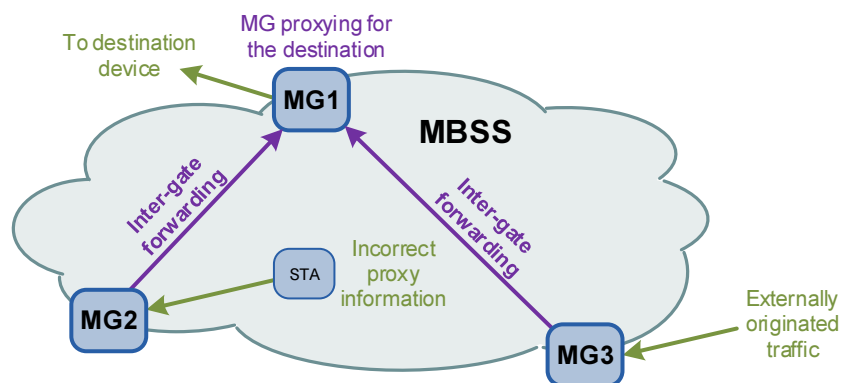 MG proxying for
the destination
To destination
device
MG1
MBSS
Inter-gate
forwarding
Inter-gate
forwarding
STA
Incorrect
proxy
information
MG2
Externally
originated
traffic
MG3